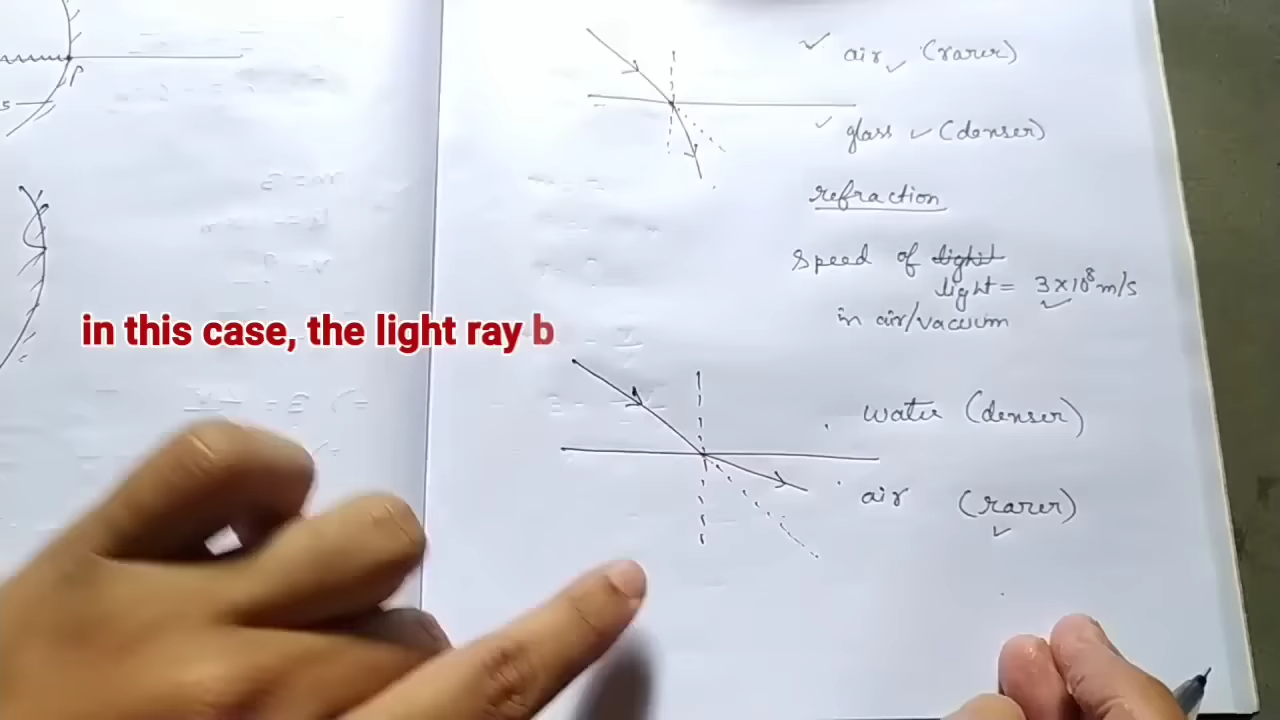 P
air (rarer)
glass (denser)
refraction
speed of light
light = 3×10⁸ m/s
in air/vacuum
in this case, the light ray b
water (denser)
air (rarer)